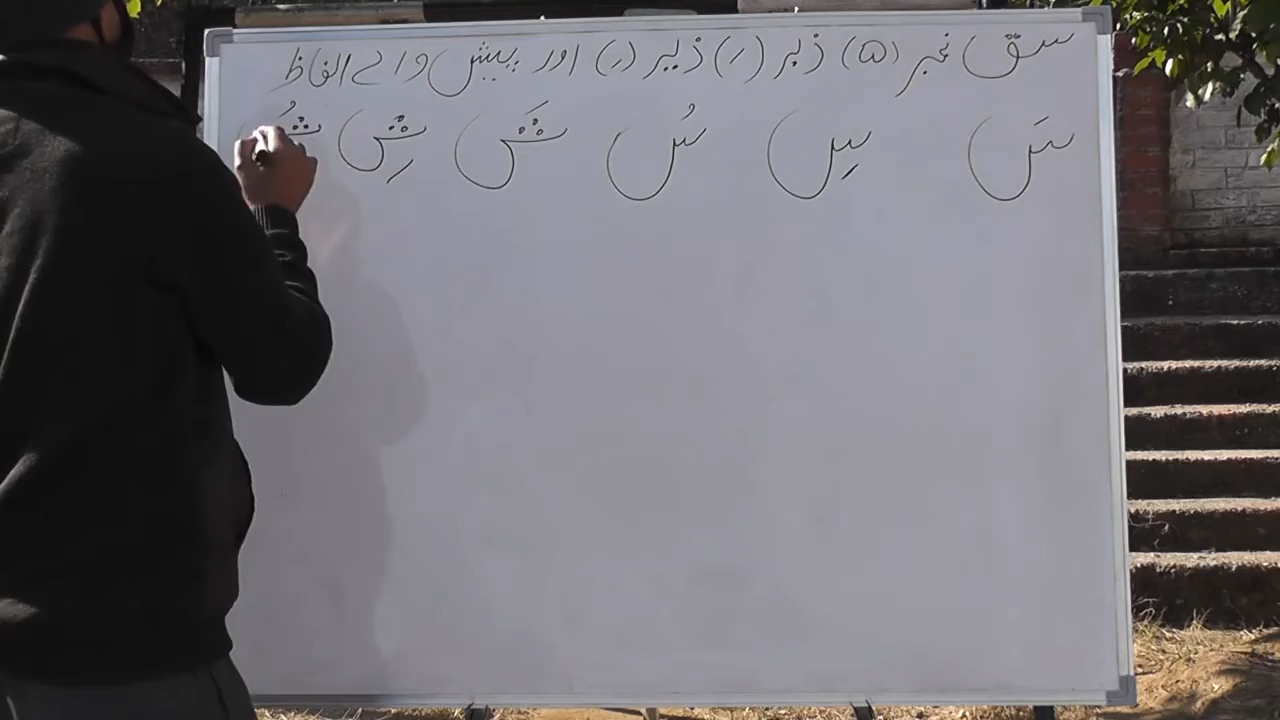 سبق نمبر (۵) زبر (َ) زیر (ِ) اور پیش والے الفاظ
سَ سِ سُ شَ شِ شُ